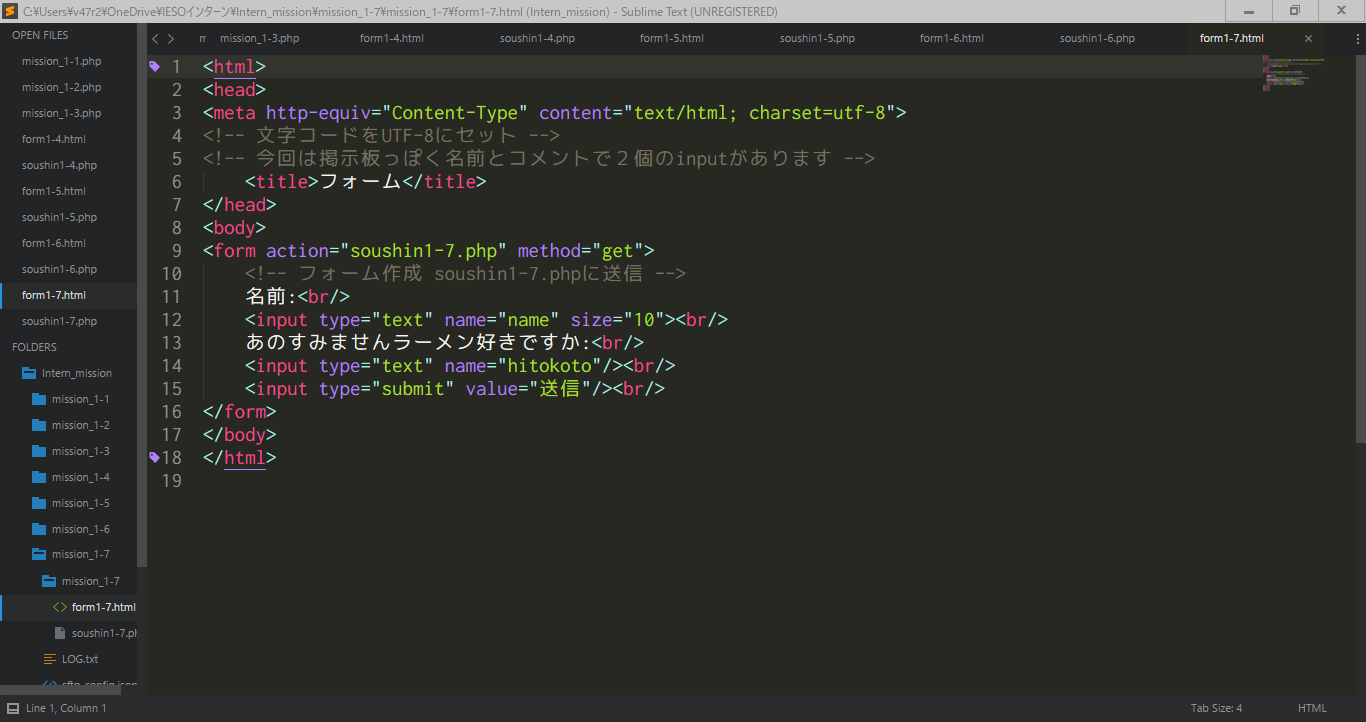 C:¥Users¥v47r2¥OneDrive¥IESOインターン¥Intern_mission¥mission_1-7¥mission_1-7¥form1-7.html (Intern_mission) - Sublime Text (UNREGISTERED)
OPEN FILES
mission_1-1.php
mission_1-2.php
mission_1-3.php
form1-4.html
soushin1-4.php
form1-5.html
soushin1-5.php
form1-6.html
soushin1-6.php
form1-7.html
soushin1-7.php
FOLDERS
Intern_mission
mission_1-1
mission_1-2
mission_1-3
mission_1-4
mission_1-5
mission_1-6
mission_1-7
mission_1-7
form1-7.html
soushin1-7.ph
LOG.txt
mission_1-3.php form1-4.html soushin1-4.php form1-5.html soushin1-5.php form1-6.html soushin1-6.php form1-7.html
1 <html>
2 <head>
3 <meta http-equiv="Content-Type" content="text/html; charset=utf-8">
4 <!-- 文字コードをUTF-8にセット -->
5 <!-- 今回は掲示板っぽく名前とコメントで２個のinputがあります -->
6 <title>フォーム</title>
7 </head>
8 <body>
9 <form action="soushin1-7.php" method="get">
10 <!-- フォーム作成 soushin1-7.phpに送信 -->
11 名前:<br/>
12 <input type="text" name="name" size="10"><br/>
13 あのすみませんラーメン好きですか:<br/>
14 <input type="text" name="hitokoto"/><br/>
15 <input type="submit" value="送信"/><br/>
16 </form>
17 </body>
18 </html>
19
Line 1, Column 1
Tab Size: 4
HTML